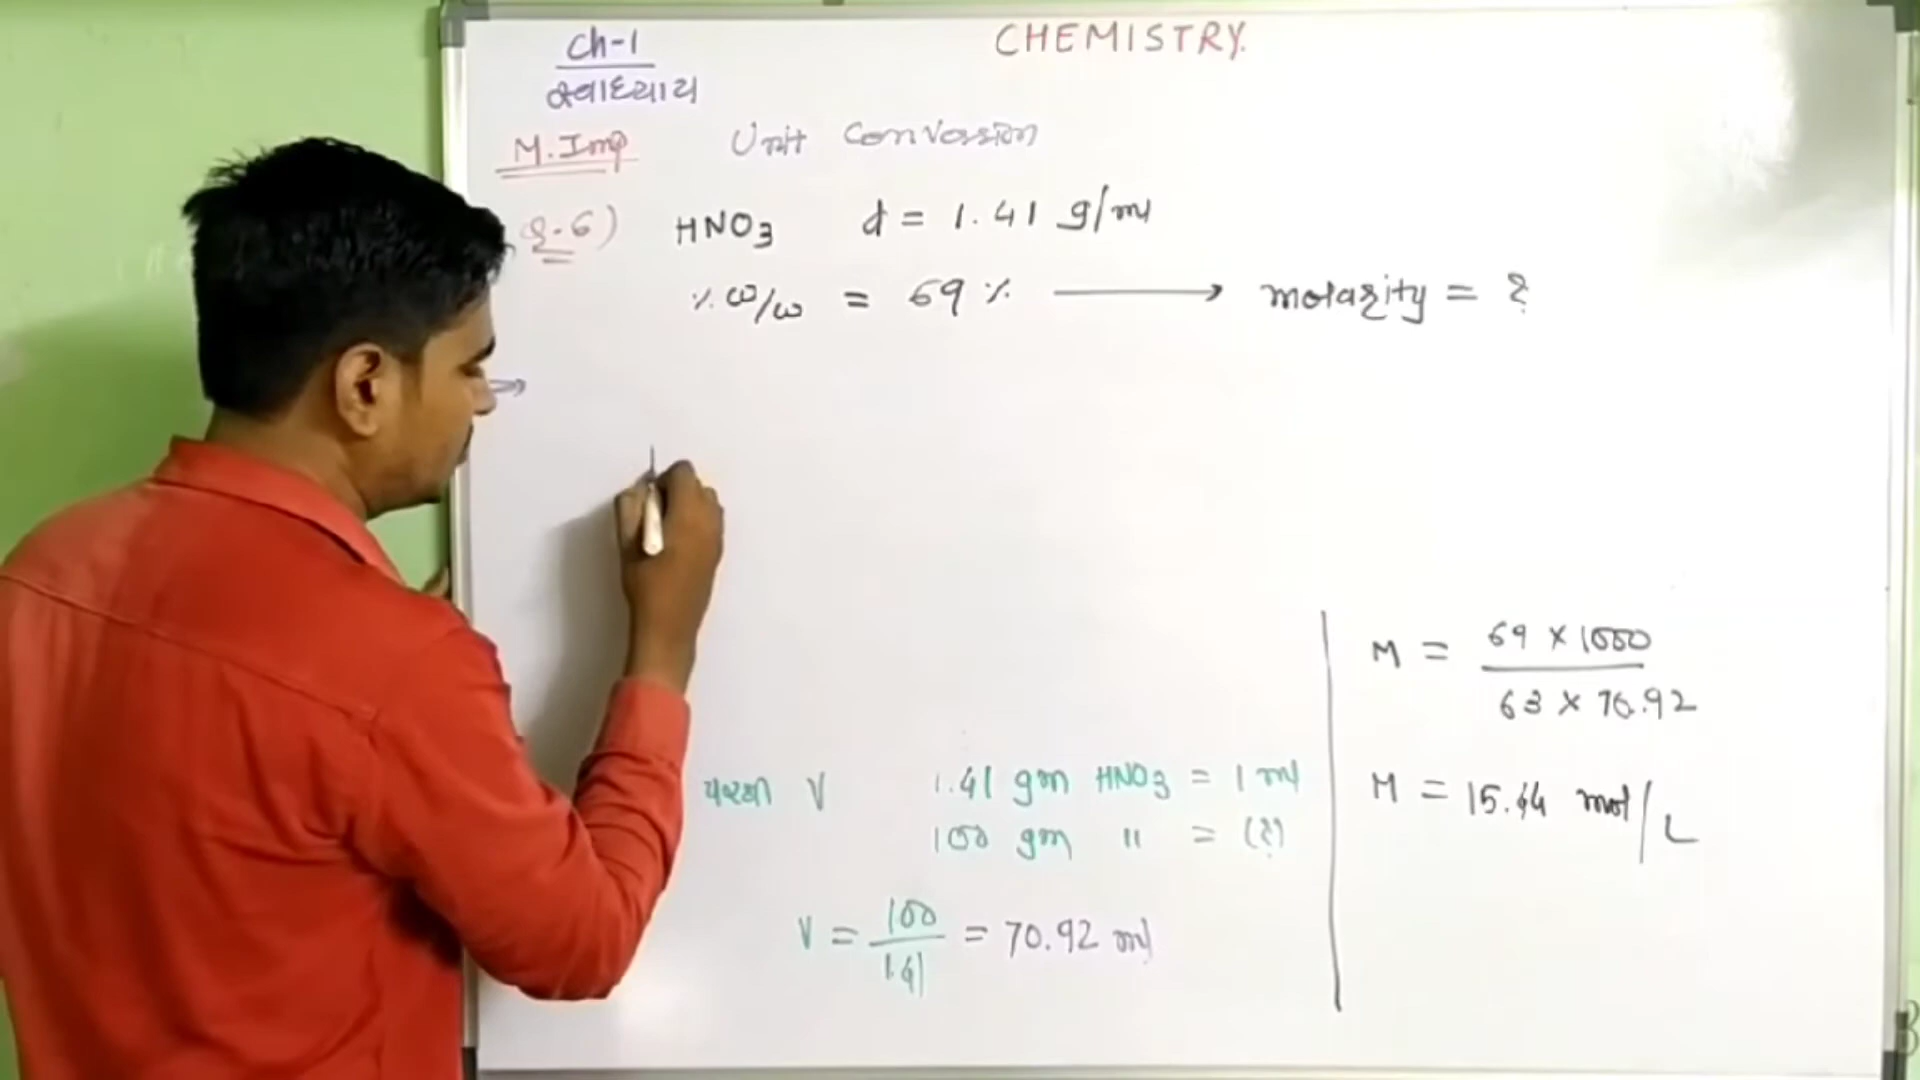 CHEMISTRY.
Ch-1
સ્વાધ્યાય
M.Imp Unit Conversion
Q-6) HNO3 d = 1.41 g/ml
% w/w = 69 % ⟶ molarity = ?
⇒
પરથી V 1.41 gm HNO3 = 1 ml
100 gm " = (?)
V = 100/1.41 = 70.92 ml
M = 69 × 1000 / 63 × 70.92
M = 15.44 mol/L